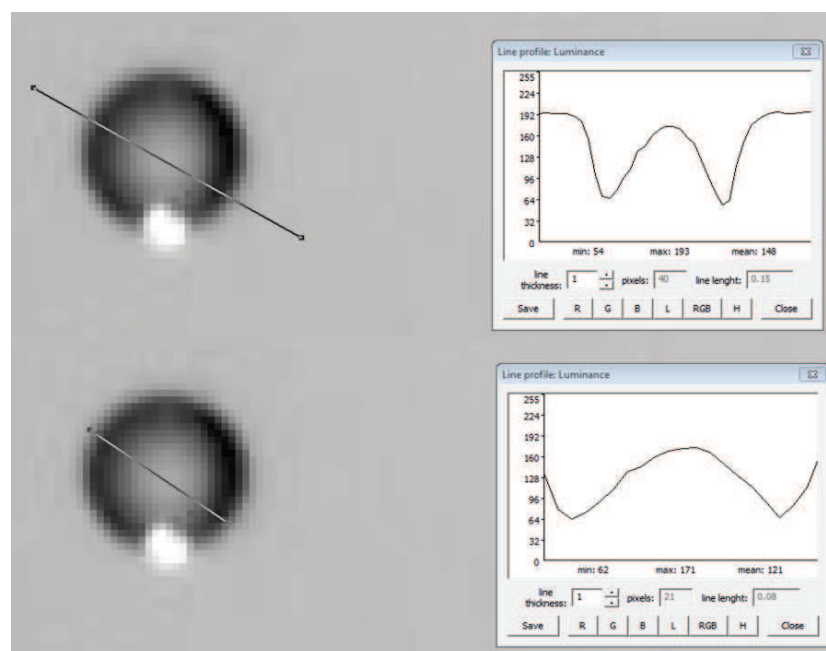 Line profile: Luminance
255
224
192
160
128
96
64
32
0
min: 54 max: 193 mean: 148
line thickness: 1 pixels: 40 line lenght: 0.15
Save R G B L RGB H Close
Line profile: Luminance
255
224
192
160
128
96
64
32
0
min: 62 max: 171 mean: 121
line thickness: 1 pixels: 21 line lenght: 0.08
Save R G B L RGB H Close